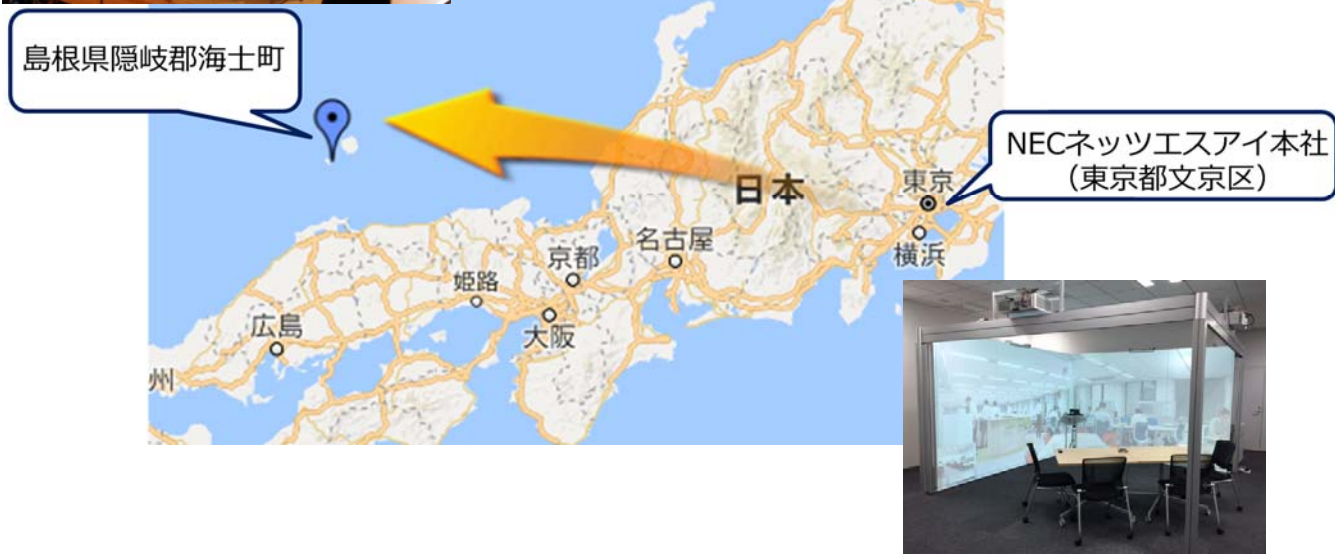 島根県隠岐郡海士町
NECネッツエスアイ本社
（東京都文京区）
日本
東京
横浜
名古屋
京都
姫路
大阪
広島
州